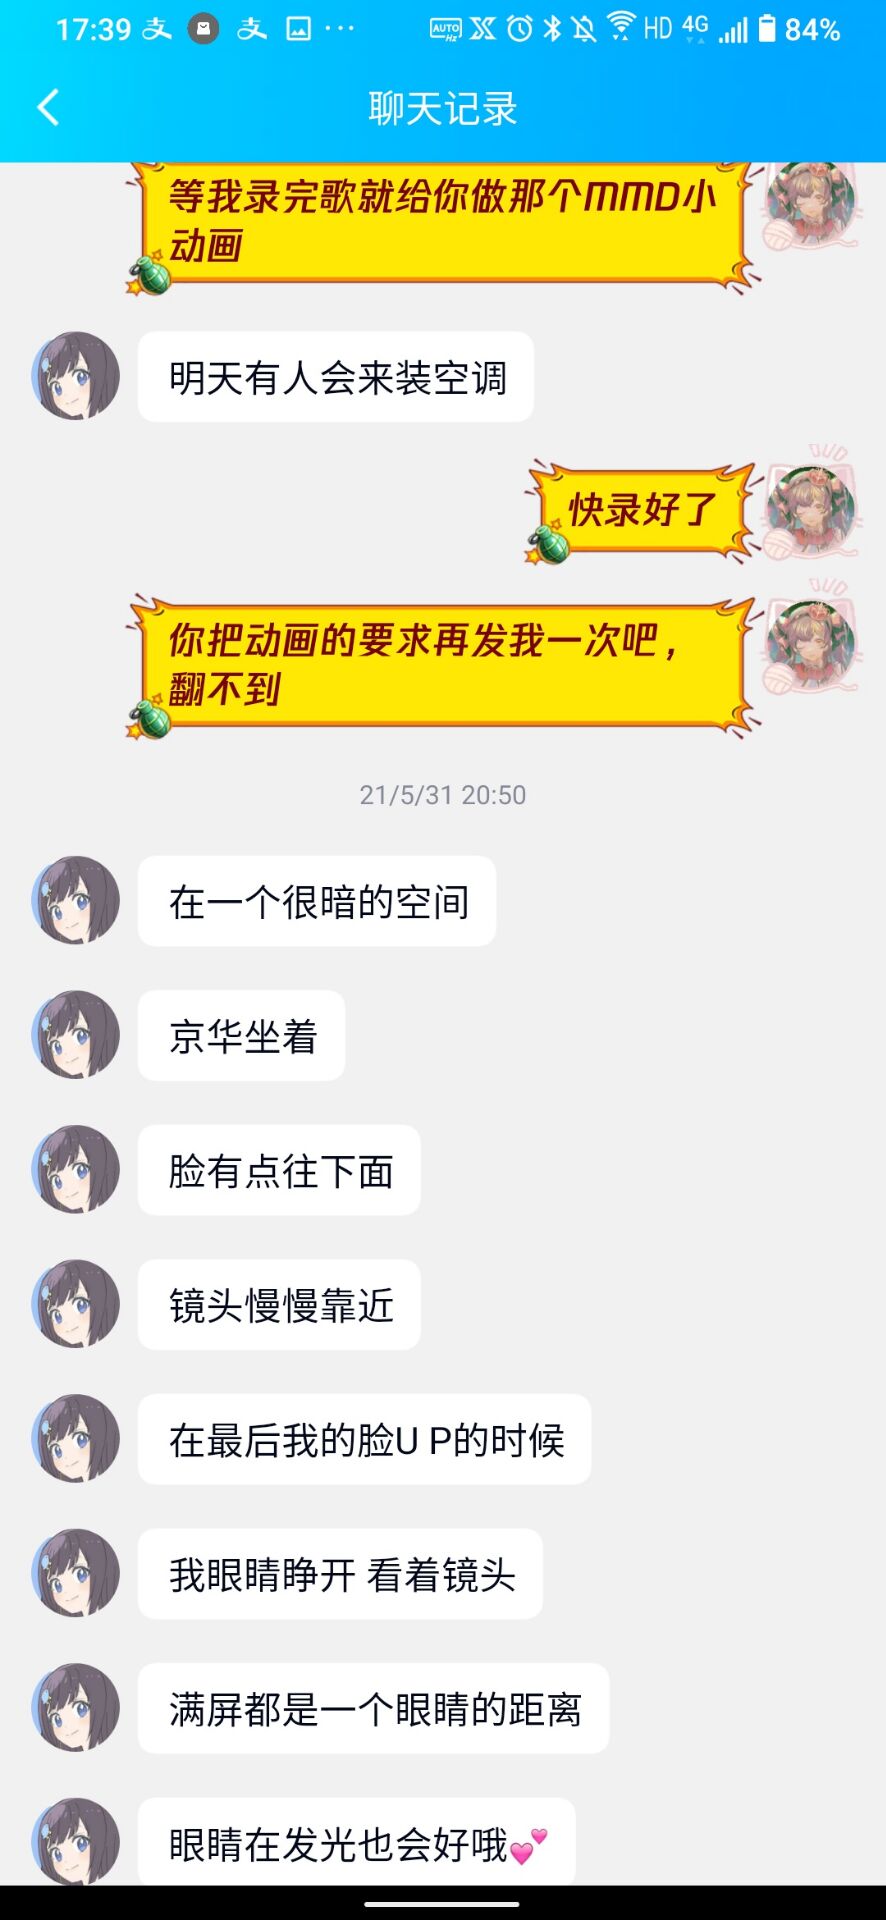 17:39
AUTO Hz HD 4G 84%
聊天记录
等我录完歌就给你做那个MMD小
动画
明天有人会来装空调
快录好了
你把动画的要求再发我一次吧，
翻不到
21/5/31 20:50
在一个很暗的空间
京华坐着
脸有点往下面
镜头慢慢靠近
在最后我的脸U P的时候
我眼睛睁开 看着镜头
满屏都是一个眼睛的距离
眼睛在发光也会好哦💕